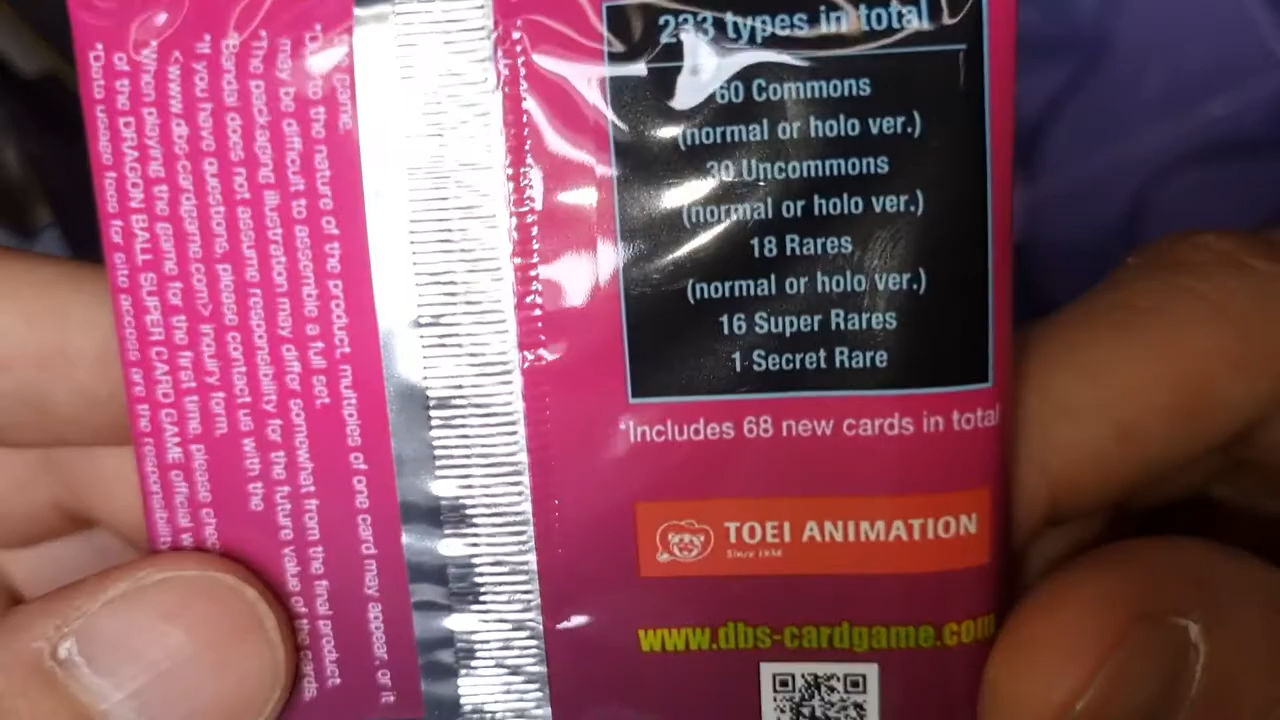 233 types in total
60 Commons
(normal or holo ver.)
30 Uncommons
(normal or holo ver.)
18 Rares
(normal or holo ver.)
16 Super Rares
1 Secret Rare
*Includes 68 new cards in total
TOEI ANIMATION
Since 1956
www.dbs-cardgame.com
game.
*Due to the nature of the product, multiples of one card may appear, or it
may be difficult to assemble a full set.
*The packaging illustration may differ somewhat from the final product.
*Bandai does not assume responsibility for the future value of the cards.
*If you have questions, please contact us with the
<www.dbs-cardgame.com> inquiry form.
*When playing the game for the first time, please chec
of the DRAGON BALL SUPER CARD GAME official w
*Data usage fees for site access are the responsibilit